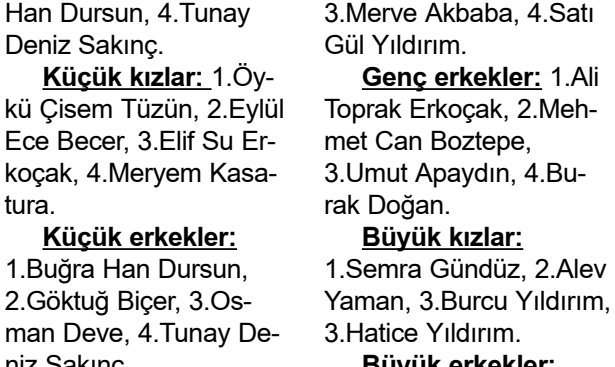 Han Dursun, 4.Tunay
Deniz Sakınç.
Küçük kızlar: 1.Öy-
kü Çisem Tüzün, 2.Eylül
Ece Becer, 3.Elif Su Er-
koçak, 4.Meryem Kasa-
tura.
Küçük erkekler:
1.Buğra Han Dursun,
2.Göktuğ Biçer, 3.Os-
man Deve, 4.Tunay De-
niz Sakınç.
3.Merve Akbaba, 4.Satı
Gül Yıldırım.
Genç erkekler: 1.Ali
Toprak Erkoçak, 2.Meh-
met Can Boztepe,
3.Umut Apaydın, 4.Bu-
rak Doğan.
Büyük kızlar:
1.Semra Gündüz, 2.Alev
Yaman, 3.Burcu Yıldırım,
3.Hatice Yıldırım.
Büyük erkekler: